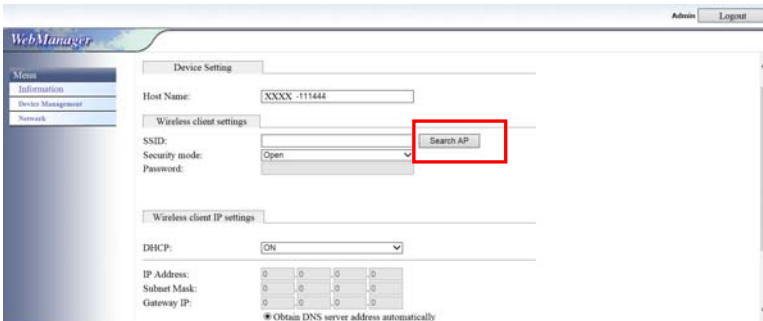 Admin Logout
WebManager
Menu
Information
Device Management
Network
Device Setting
Host Name: XXXX -111444
Wireless client settings
SSID: Search AP
Security mode: Open
Password:
Wireless client IP settings
DHCP: ON
IP Address: 0 .0 .0 .0
Subnet Mask: 0 .0 .0 .0
Gateway IP: 0 .0 .0 .0
Obtain DNS server address automatically